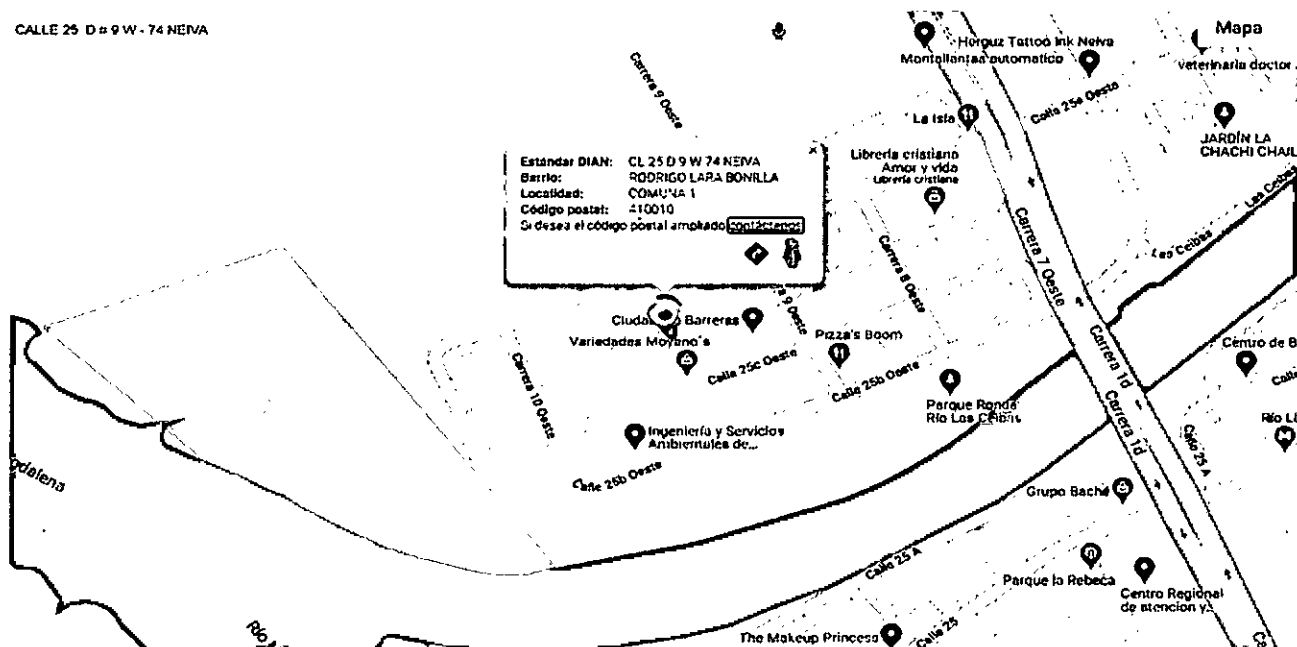 CALLE 25 D # 9 W - 74 NEIVA
Mapa
Horguz Tattoo Ink Neiva
Montallantas automatico
veterinaria doctor
Carrera 9 Oeste
Calle 25e Oeste
La Isla
JARDÍN LA
CHACHI CHAIL
Estándar DIAN: CL 25 D 9 W 74 NEIVA
Barrio: RODRIGO LARA BONILLA
Localidad: COMUNA 1
Código postal: 410010
Si desea el código postal ampliado contáctenos
Librería cristiana
Amor y vida
Librería cristiana
Las Ceibas
Las Ceibas
Carrera 7 Oeste
Carrera 8 Oeste
a 9 Oeste
Barreras
Variedades Moyano's
Pizza's Boom
Calle 25c Oeste
Calle 25b Oeste
Carrera 10 Oeste
Carrera 1d
Carrera 1d
Centro de B
Parque Ronda
Río Las Ceibas
Ingeniería y Servicios
Ambientales de...
Calle 25b Oeste
Calle 25 A
Grupo Baché
Calle 25 A
Parque la Rebeca
Centro Regional
de atencion y...
The Makeup Princess
Calle 25
Río